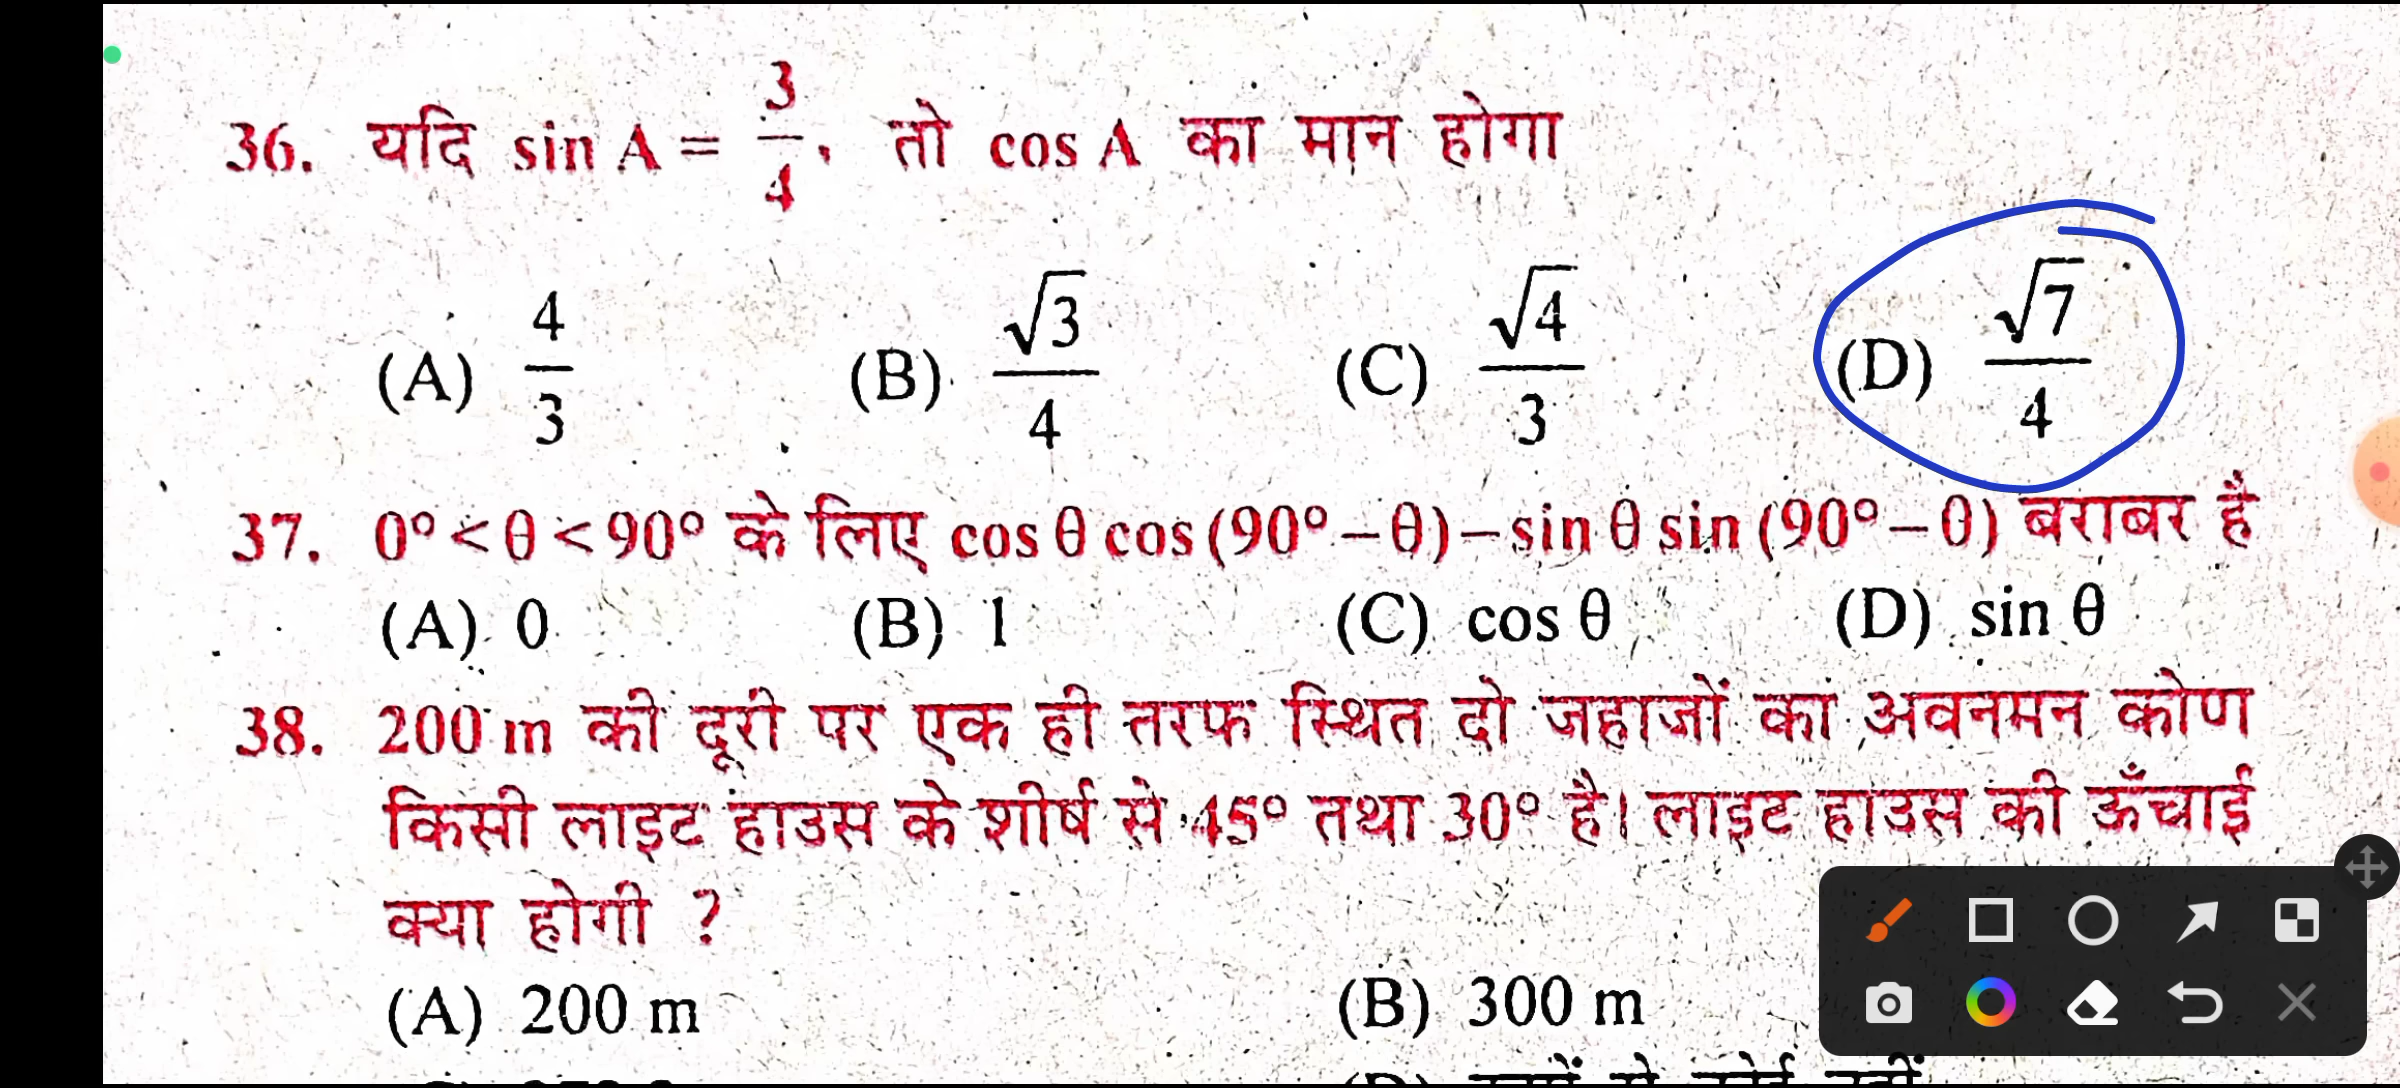 36. यदि sin A = 3/4, तो cos A का मान होगा
(A) 4/3 (B) √3/4 (C) √4/3 (D) √7/4
37. 0° < θ < 90° के लिए cos θ cos (90° – θ) – sin θ sin (90° – θ) बराबर है
(A) 0 (B) 1 (C) cos θ (D) sin θ
38. 200 m की दूरी पर एक ही तरफ स्थित दो जहाजों का अवनमन कोण
किसी लाइट हाउस के शीर्ष से 45° तथा 30° है। लाइट हाउस की ऊँचाई
क्या होगी ?
(A) 200 m (B) 300 m